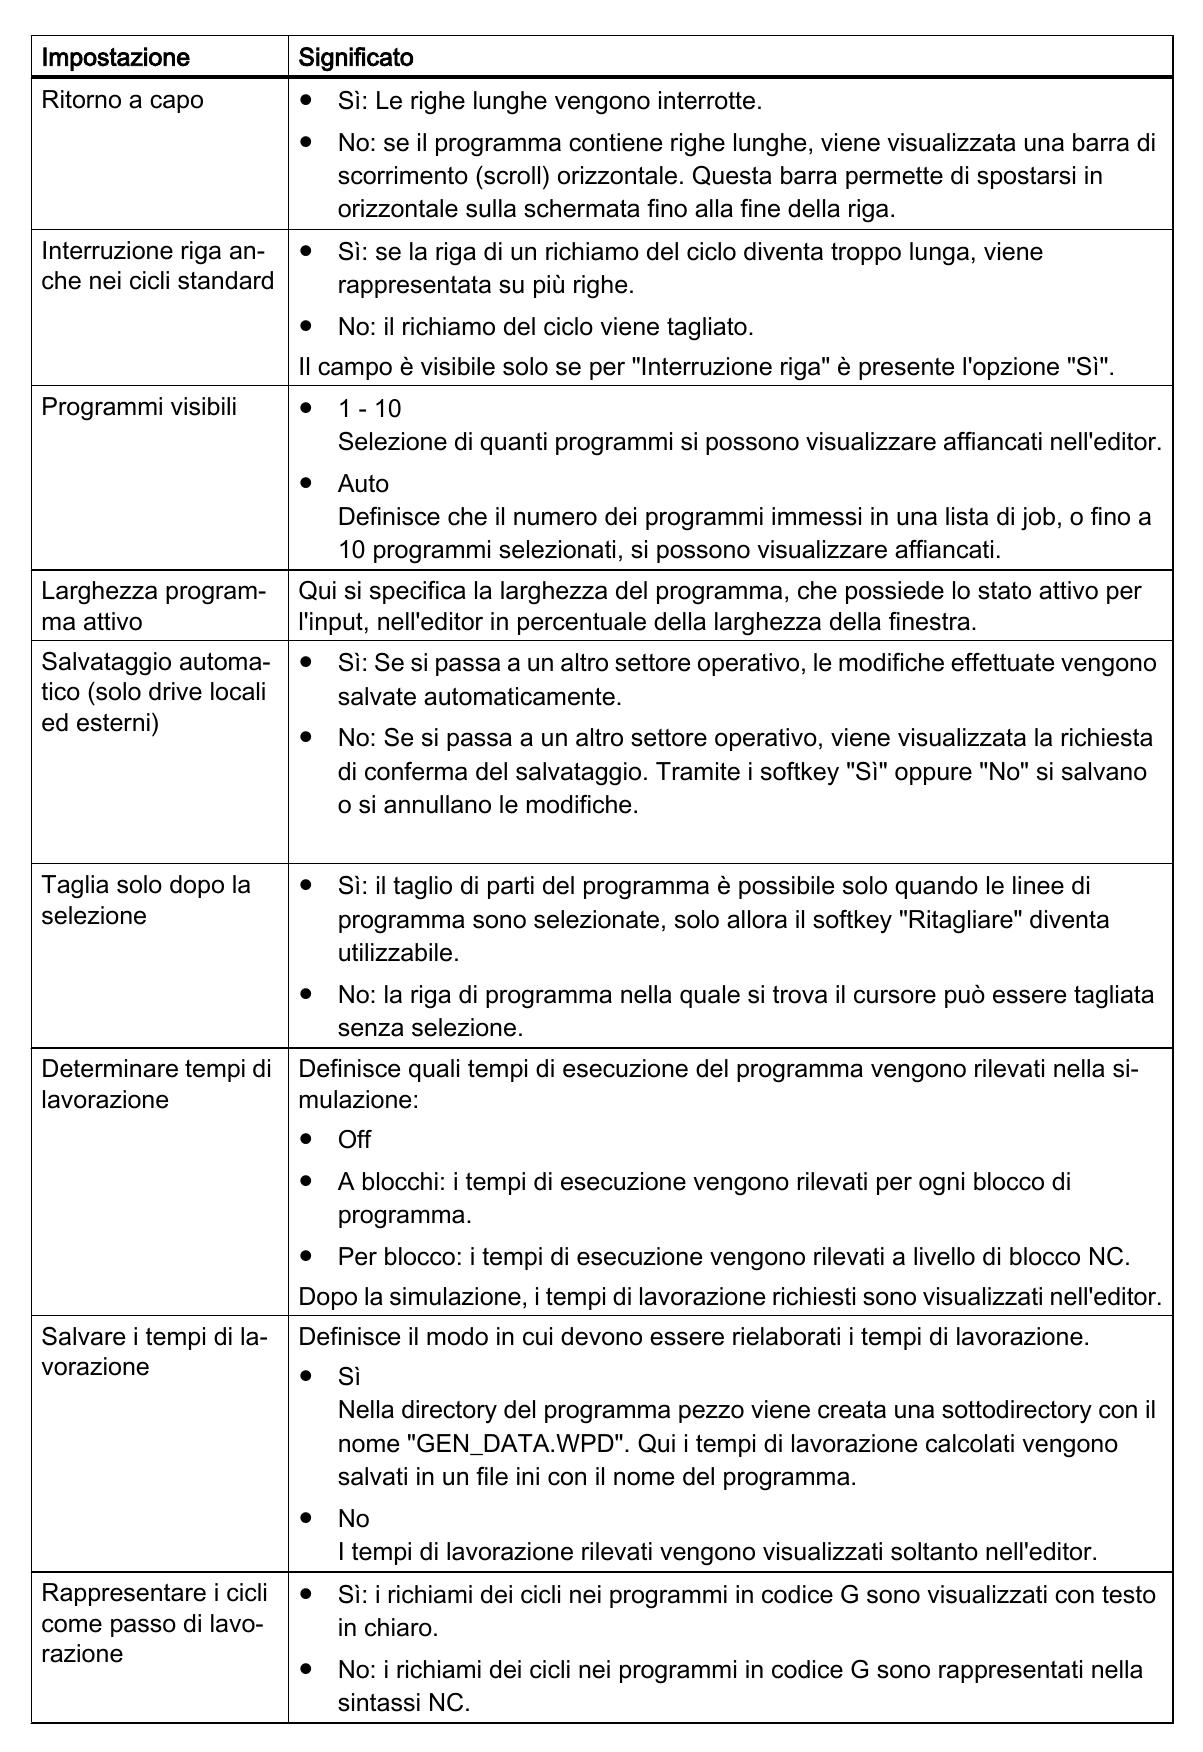 Impostazione
Significato
Ritorno a capo
● Sì: Le righe lunghe vengono interrotte.
● No: se il programma contiene righe lunghe, viene visualizzata una barra di
scorrimento (scroll) orizzontale. Questa barra permette di spostarsi in
orizzontale sulla schermata fino alla fine della riga.
Interruzione riga an-
che nei cicli standard
● Sì: se la riga di un richiamo del ciclo diventa troppo lunga, viene
rappresentata su più righe.
● No: il richiamo del ciclo viene tagliato.
Il campo è visibile solo se per "Interruzione riga" è presente l'opzione "Sì".
Programmi visibili
● 1 - 10
Selezione di quanti programmi si possono visualizzare affiancati nell'editor.
● Auto
Definisce che il numero dei programmi immessi in una lista di job, o fino a
10 programmi selezionati, si possono visualizzare affiancati.
Larghezza program-
ma attivo
Qui si specifica la larghezza del programma, che possiede lo stato attivo per
l'input, nell'editor in percentuale della larghezza della finestra.
Salvataggio automa-
tico (solo drive locali
ed esterni)
● Sì: Se si passa a un altro settore operativo, le modifiche effettuate vengono
salvate automaticamente.
● No: Se si passa a un altro settore operativo, viene visualizzata la richiesta
di conferma del salvataggio. Tramite i softkey "Sì" oppure "No" si salvano
o si annullano le modifiche.
Taglia solo dopo la
selezione
● Sì: il taglio di parti del programma è possibile solo quando le linee di
programma sono selezionate, solo allora il softkey "Ritagliare" diventa
utilizzabile.
● No: la riga di programma nella quale si trova il cursore può essere tagliata
senza selezione.
Determinare tempi di
lavorazione
Definisce quali tempi di esecuzione del programma vengono rilevati nella si-
mulazione:
● Off
● A blocchi: i tempi di esecuzione vengono rilevati per ogni blocco di
programma.
● Per blocco: i tempi di esecuzione vengono rilevati a livello di blocco NC.
Dopo la simulazione, i tempi di lavorazione richiesti sono visualizzati nell'editor.
Salvare i tempi di la-
vorazione
Definisce il modo in cui devono essere rielaborati i tempi di lavorazione.
● Sì
Nella directory del programma pezzo viene creata una sottodirectory con il
nome "GEN_DATA.WPD". Qui i tempi di lavorazione calcolati vengono
salvati in un file ini con il nome del programma.
● No
I tempi di lavorazione rilevati vengono visualizzati soltanto nell'editor.
Rappresentare i cicli
come passo di lavo-
razione
● Sì: i richiami dei cicli nei programmi in codice G sono visualizzati con testo
in chiaro.
● No: i richiami dei cicli nei programmi in codice G sono rappresentati nella
sintassi NC.